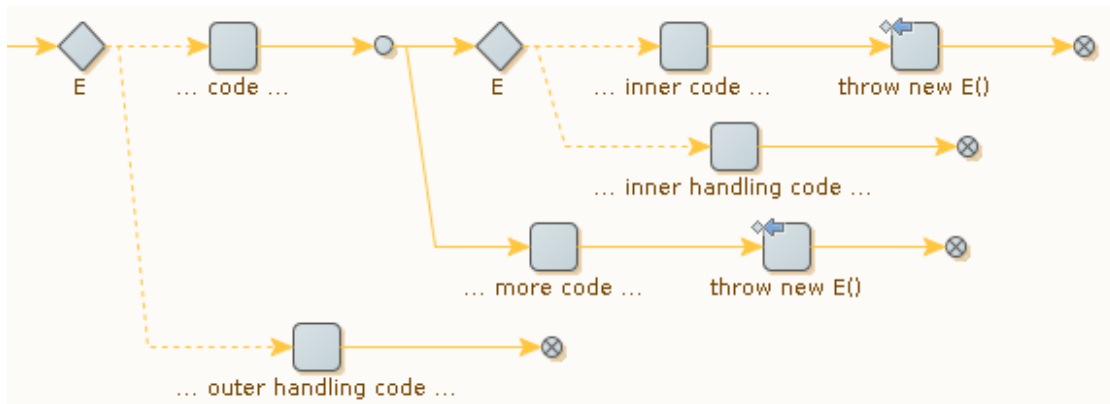 E
... code ...
E
... inner code ...
throw new E()
... inner handling code ...
... more code ...
throw new E()
... outer handling code ...